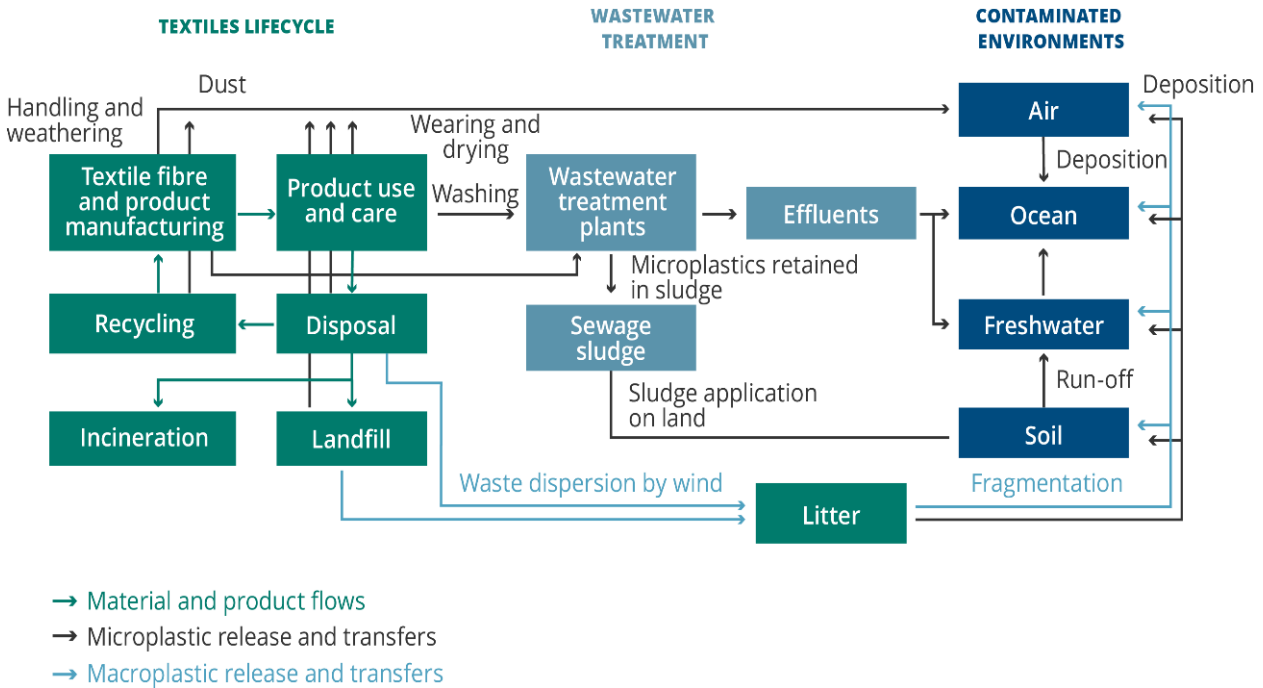 TEXTILES LIFECYCLE
WASTEWATER
TREATMENT
CONTAMINATED
ENVIRONMENTS
Dust
Deposition
Handling and
weathering
Wearing and
drying
Air
Deposition
Textile fibre
and product
manufacturing
Product use
and care
Washing
Wastewater
treatment
plants
Effluents
Ocean
Microplastics retained
in sludge
Recycling
Disposal
Sewage
sludge
Freshwater
Run-off
Sludge application
on land
Incineration
Landfill
Soil
Waste dispersion by wind
Fragmentation
Litter
→ Material and product flows
→ Microplastic release and transfers
→ Macroplastic release and transfers